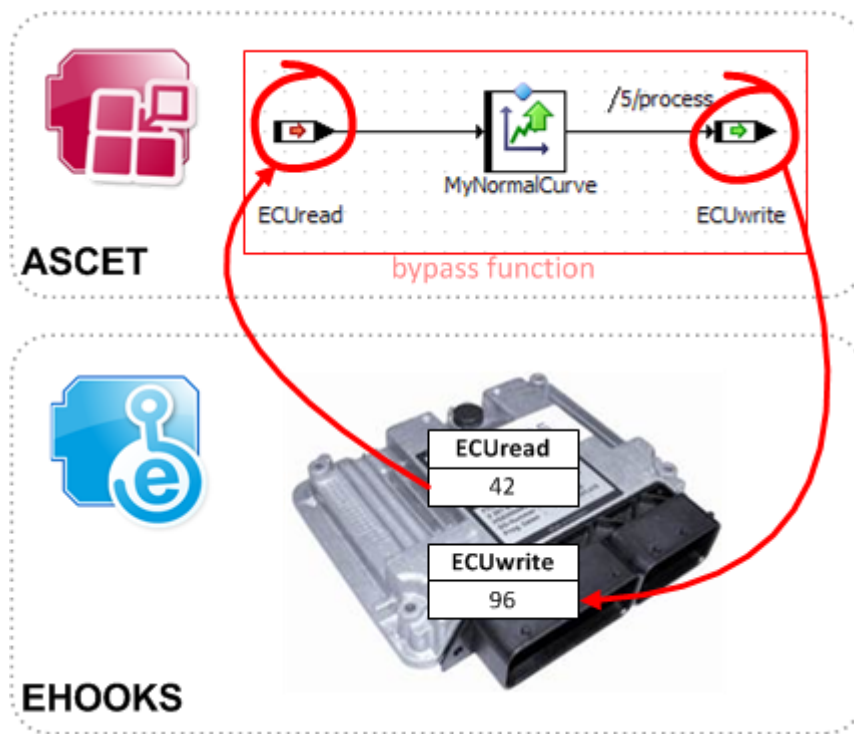 /5/process
MyNormalCurve
ECUread
ECUwrite
ASCET
bypass function
e
ECUread
42
ECUwrite
96
EHOOKS